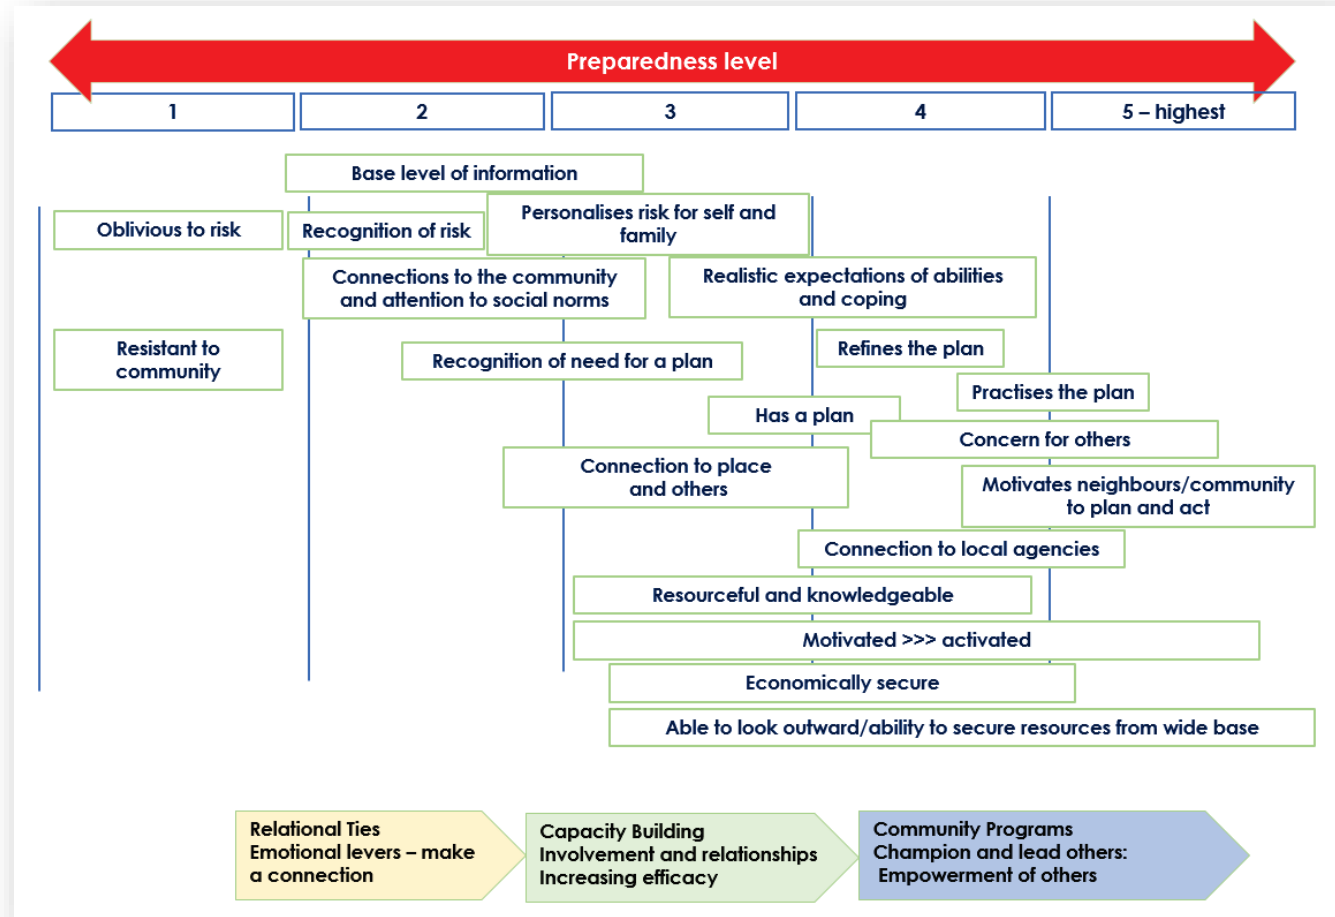 Preparedness level
1
2
3
4
5 – highest
Base level of information
Oblivious to risk
Recognition of risk
Personalises risk for self and
family
Connections to the community
and attention to social norms
Realistic expectations of abilities
and coping
Resistant to
community
Recognition of need for a plan
Refines the plan
Practises the plan
Has a plan
Concern for others
Connection to place
and others
Motivates neighbours/community
to plan and act
Connection to local agencies
Resourceful and knowledgeable
Motivated >>> activated
Economically secure
Able to look outward/ability to secure resources from wide base
Relational Ties
Emotional levers – make
a connection
Capacity Building
Involvement and relationships
Increasing efficacy
Community Programs
Champion and lead others:
Empowerment of others